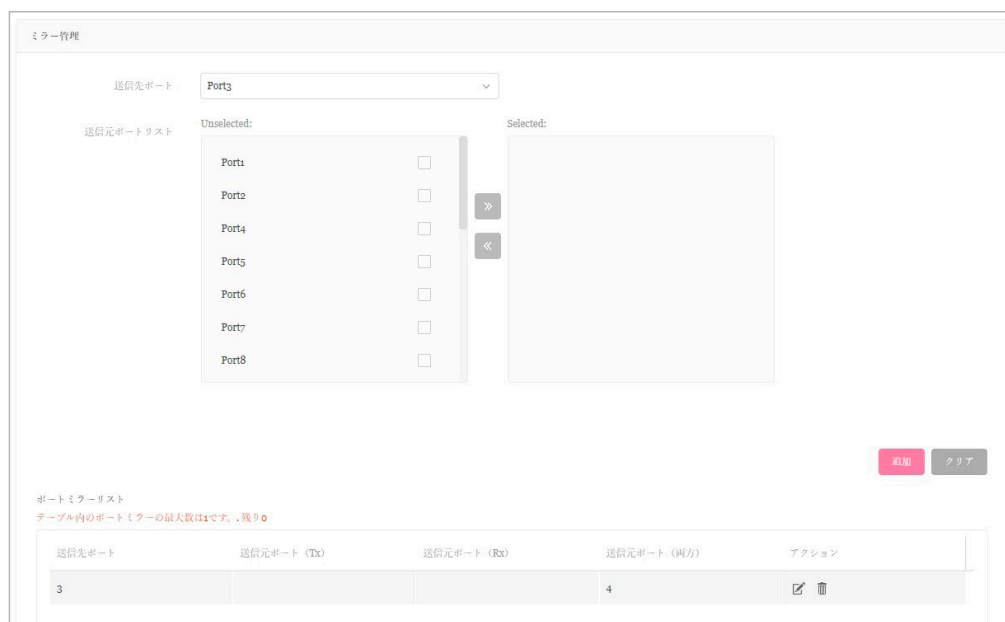 ミラー管理
送信先ポート Port3
送信元ポートリスト Unselected: Selected:
Port1
Port2
Port4
Port5
Port6
Port7
Port8
追加 クリア
ポートミラーリスト
テーブル内のポートミラーの最大数は1です。. 残り0
送信先ポート 送信元ポート（Tx） 送信元ポート（Rx） 送信元ポート（両方） アクション
3 4